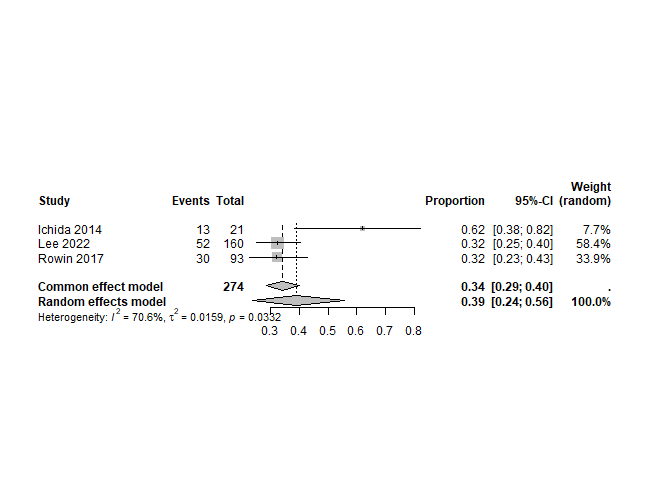 Weight
Study Events Total Proportion 95%-CI (random)
Ichida 2014 13 21 0.62 [0.38; 0.82] 7.7%
Lee 2022 52 160 0.32 [0.25; 0.40] 58.4%
Rowin 2017 30 93 0.32 [0.23; 0.43] 33.9%
Common effect model 274 0.34 [0.29; 0.40] .
Random effects model 0.39 [0.24; 0.56] 100.0%
Heterogeneity: I² = 70.6%, τ² = 0.0159, p = 0.0332
0.3 0.4 0.5 0.6 0.7 0.8